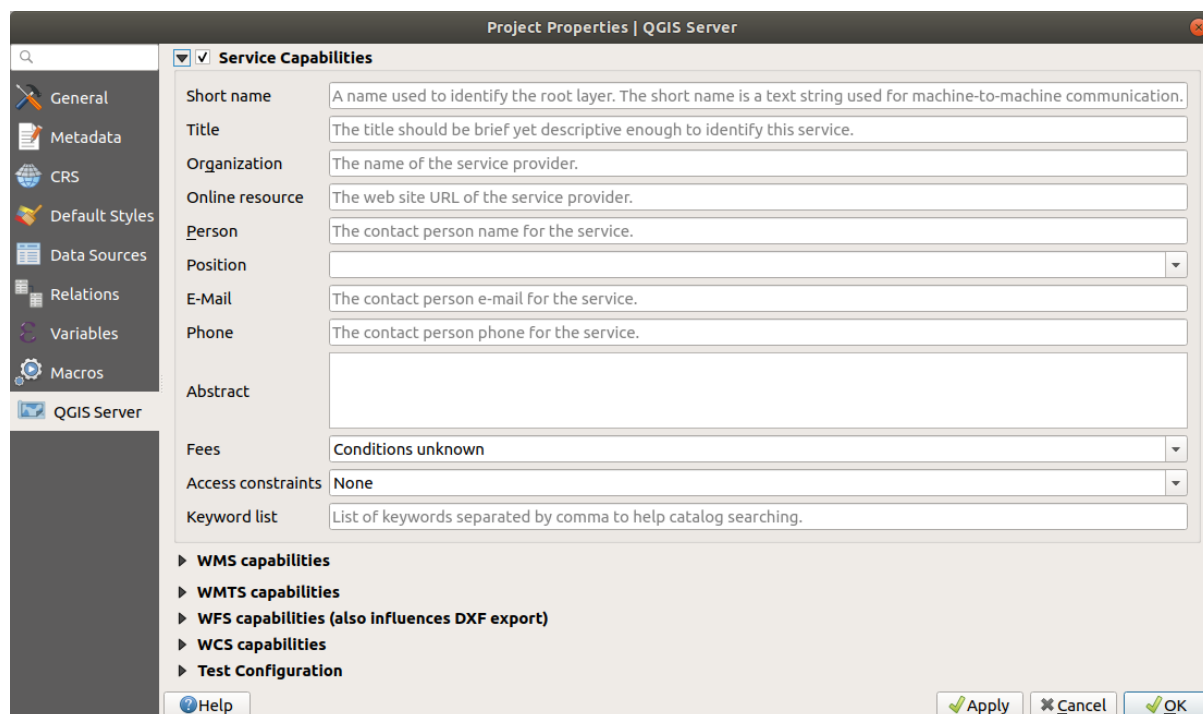 Project Properties | QGIS Server
General
Metadata
CRS
Default Styles
Data Sources
Relations
Variables
Macros
QGIS Server
Service Capabilities
Short name A name used to identify the root layer. The short name is a text string used for machine-to-machine communication.
Title The title should be brief yet descriptive enough to identify this service.
Organization The name of the service provider.
Online resource The web site URL of the service provider.
Person The contact person name for the service.
Position
E-Mail The contact person e-mail for the service.
Phone The contact person phone for the service.
Abstract
Fees Conditions unknown
Access constraints None
Keyword list List of keywords separated by comma to help catalog searching.
WMS capabilities
WMTS capabilities
WFS capabilities (also influences DXF export)
WCS capabilities
Test Configuration
Help Apply Cancel OK